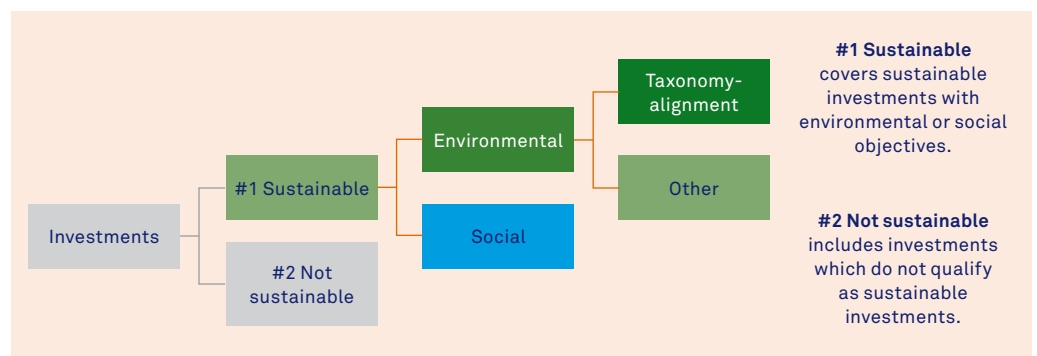 Investments
#1 Sustainable
#2 Not
sustainable
Environmental
Social
Taxonomy-
alignment
Other
#1 Sustainable
covers sustainable
investments with
environmental or social
objectives.
#2 Not sustainable
includes investments
which do not qualify
as sustainable
investments.